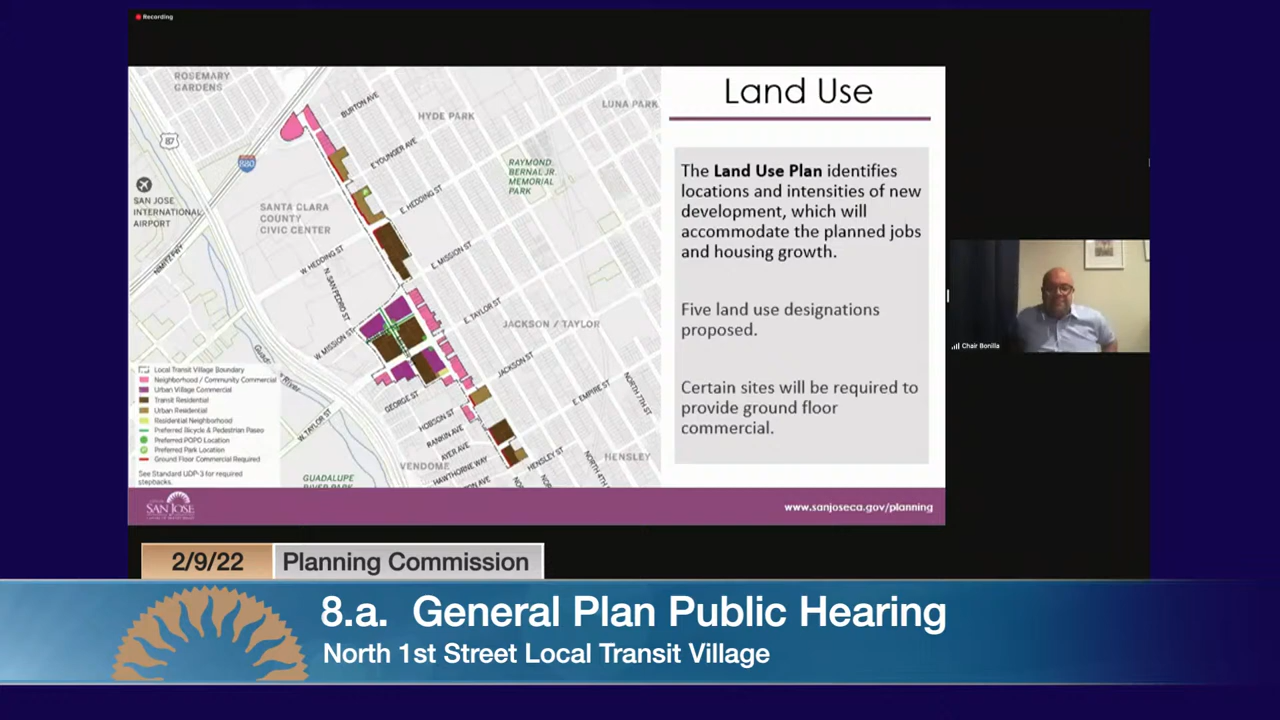 Recording
ROSEMARY
GARDENS
BURTON AVE
HYDE PARK
LUNA PARK
87
880
E YOUNGER AVE
RAYMOND
BERNAL JR.
MEMORIAL
PARK
SAN JOSE
INTERNATIONAL
AIRPORT
SANTA CLARA
COUNTY
CIVIC CENTER
E. HEDDING ST
NIMITZ FWY
W. HEDDING ST
E. MISSION ST
N. SAN PEDRO ST
E. TAYLOR ST
W. MISSION ST
JACKSON / TAYLOR
JACKSON ST
E. EMPIRE ST
NORTH 7TH ST
GEORGE ST
W. TAYLOR ST
HOBSON ST
RANKIN AVE
AYER AVE
HAWTHORNE WAY
VENDOME
HENSLEY ST
HENSLEY
NORTH 4TH
GUADALUPE
RIVER PARK
Local Transit Village Boundary
Neighborhood / Community Commercial
Urban Village Commercial
Transit Residential
Urban Residential
Residential Neighborhood
Preferred Bicycle & Pedestrian Paseo
Preferred POPO Location
Preferred Park Location
Ground Floor Commercial Required
See Standard UDP-3 for required
stepbacks.
Land Use
The Land Use Plan identifies
locations and intensities of new
development, which will
accommodate the planned jobs
and housing growth.
Five land use designations
proposed.
Certain sites will be required to
provide ground floor
commercial.
SAN JOSE
www.sanjoseca.gov/planning
Chair Bonilla
2/9/22
Planning Commission
8.a. General Plan Public Hearing
North 1st Street Local Transit Village